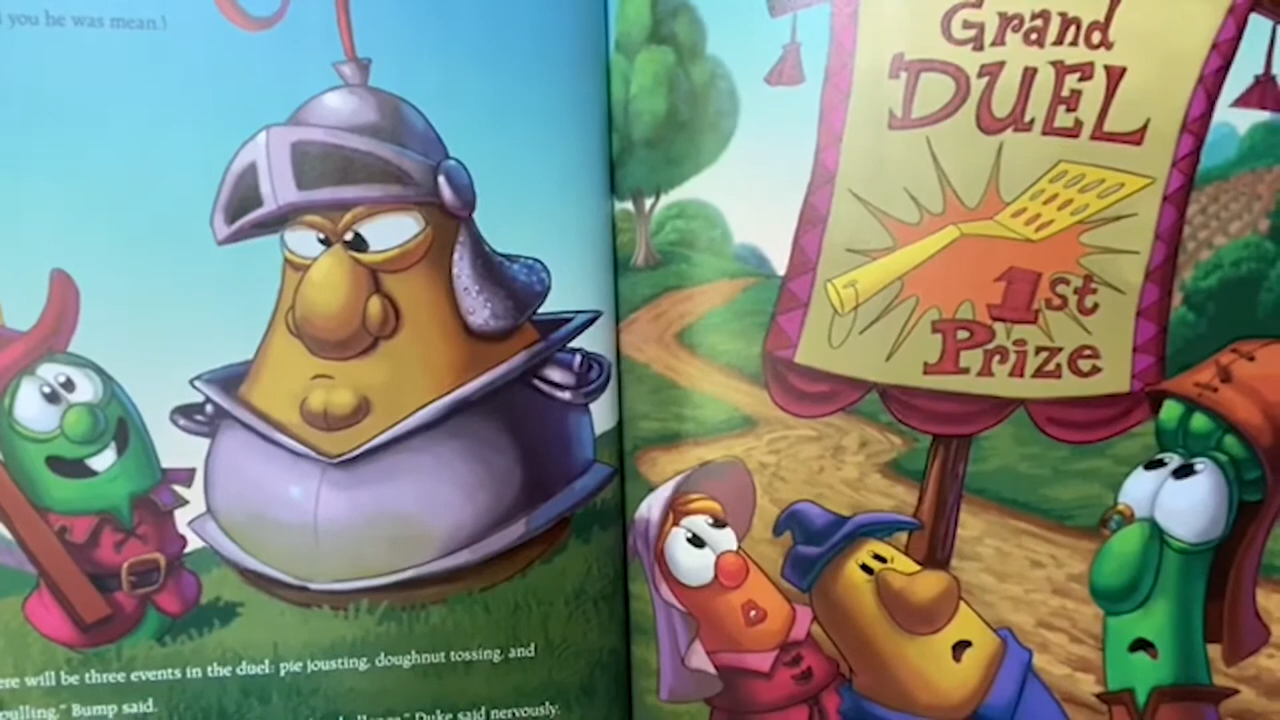 you he was mean.)
ere will be three events in the duel: pie jousting, doughnut tossing, and
pulling," Bump said.
Duke said nervously.
Grand
DUEL
1st
Prize